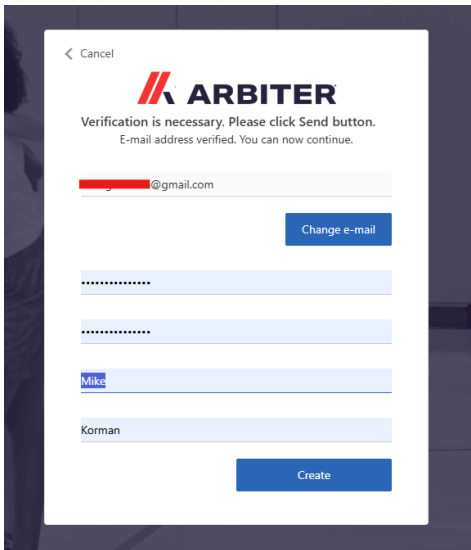 Cancel
ARBITER
Verification is necessary. Please click Send button.
E-mail address verified. You can now continue.
@gmail.com
Change e-mail
•••••••••••••••
•••••••••••••••
Mike
Korman
Create